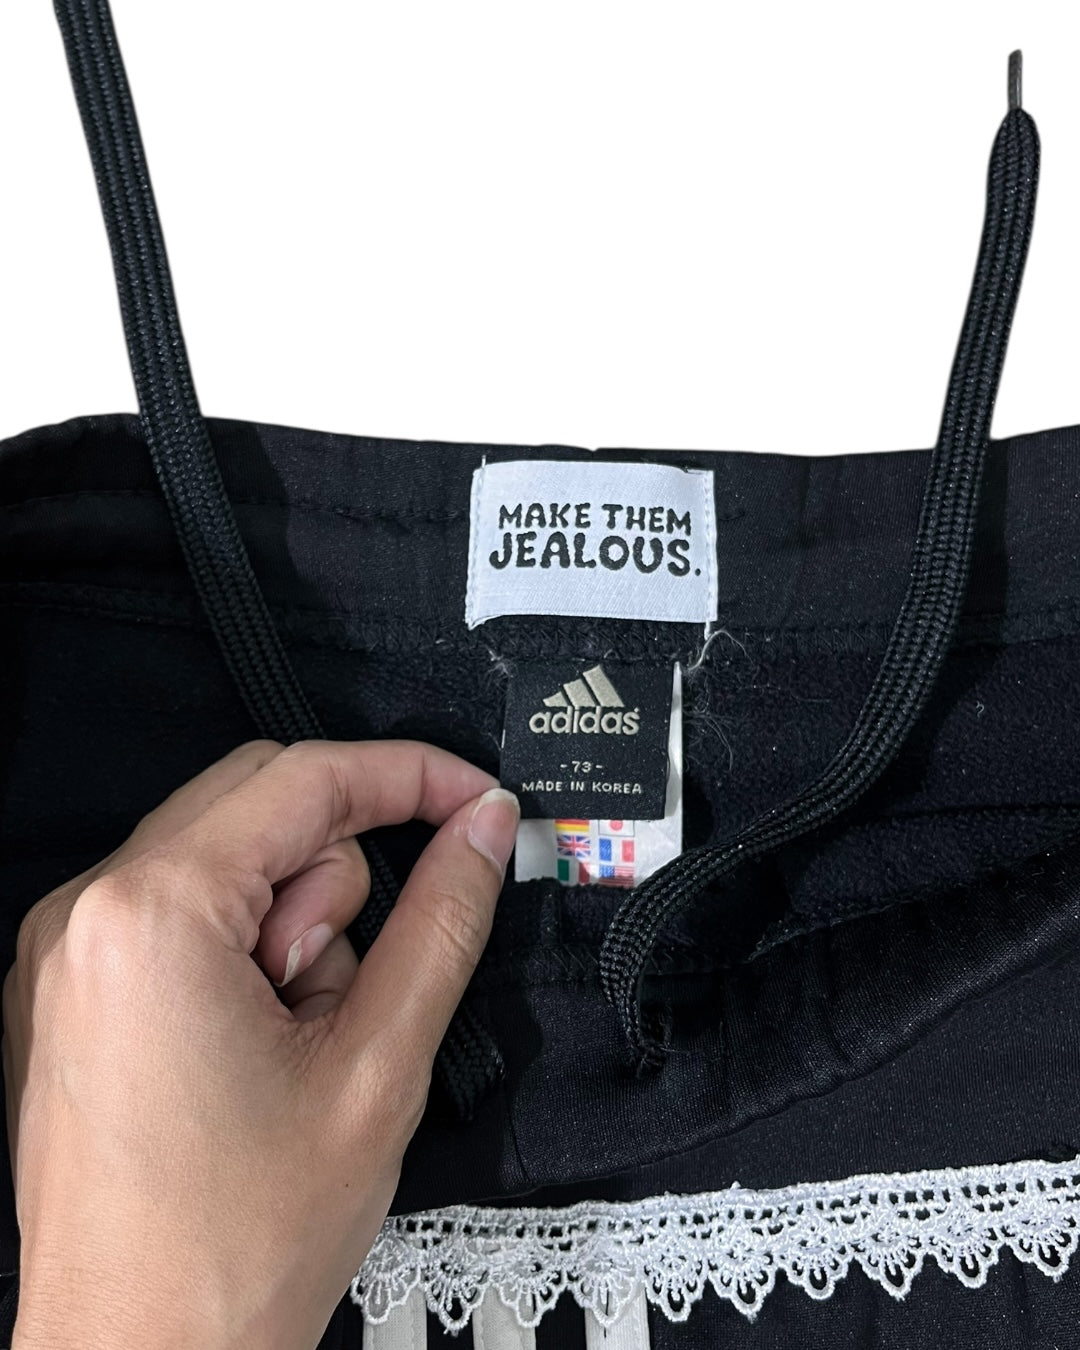 MAKE THEM
JEALOUS.
adidas
-73-
MADE IN KOREA